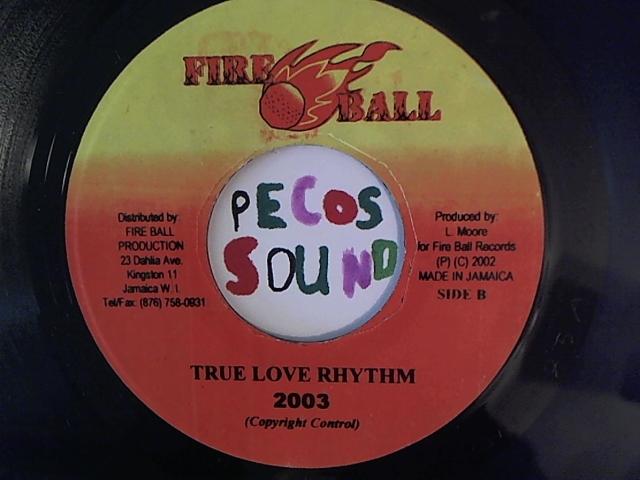 FIRE BALL
Distributed by:
FIRE BALL
PRODUCTION
23 Dahlia Ave.
Kingston 11
Jamaica W. I.
Tel/Fax: (876) 758-0931
PECOS
SOUND
Produced by:
L. Moore
for Fire Ball Records
(P) (C) 2002
MADE IN JAMAICA
SIDE B
TRUE LOVE RHYTHM
2003
(Copyright Control)